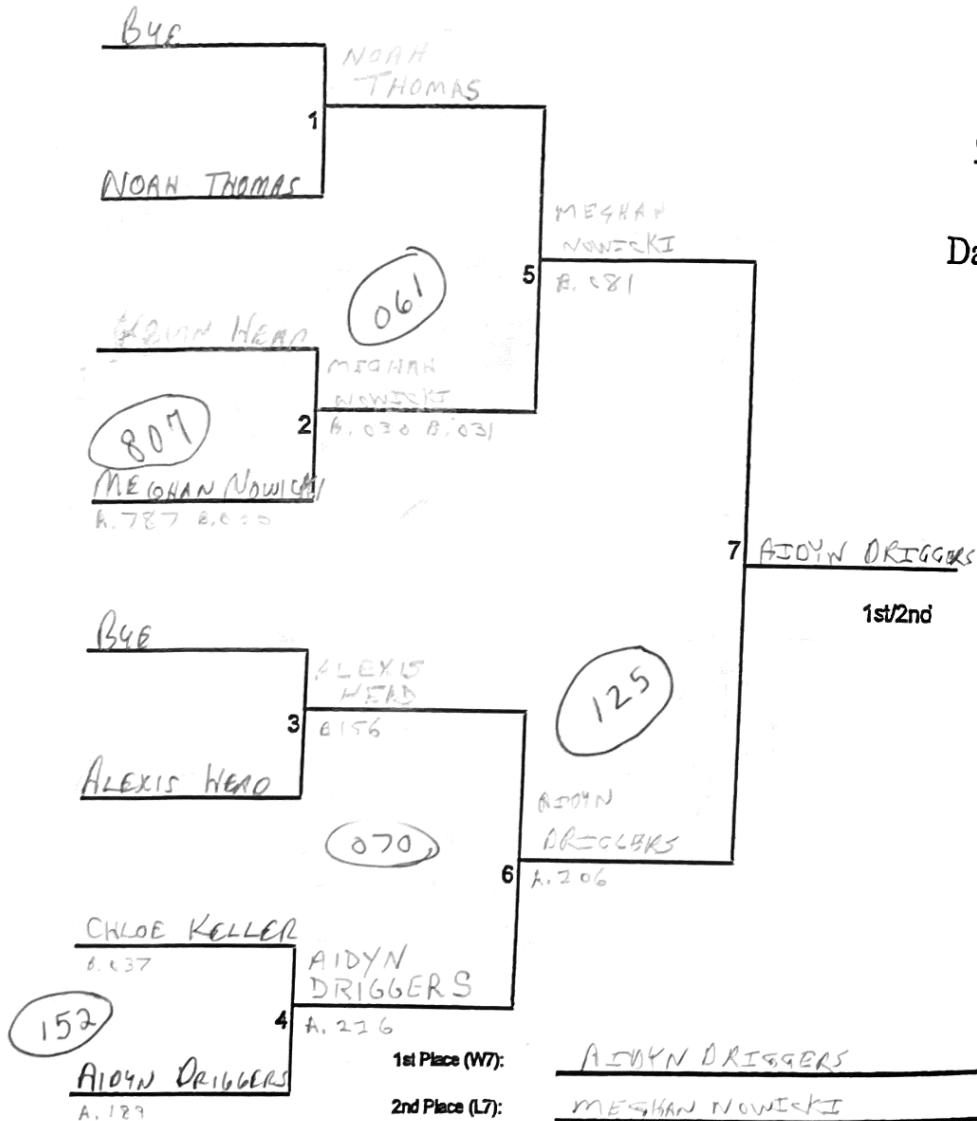 BYE
NOAH
THOMAS
1
NOAH THOMAS
MEGHAN
NOWICKI
B. 081
5
Da
061
HEAD
MEGHAN
NOWICKI
B. 030 B. 031
2
807
MEGHAN NOWICKI
A. 787
7
AIDYN DRIGGERS
1st/2nd
BYE
ALEXIS
HEAD
B 156
3
ALEXIS HEAD
125
AIDYN
DRIGGERS
A. 206
6
070
CHLOE KELLER
B. 037
AIDYN
DRIGGERS
A. 226
4
152
AIDYN DRIGGERS
A. 189
1st Place (W7):
AIDYN DRIGGERS
2nd Place (L7):
MEGHAN NOWICKI